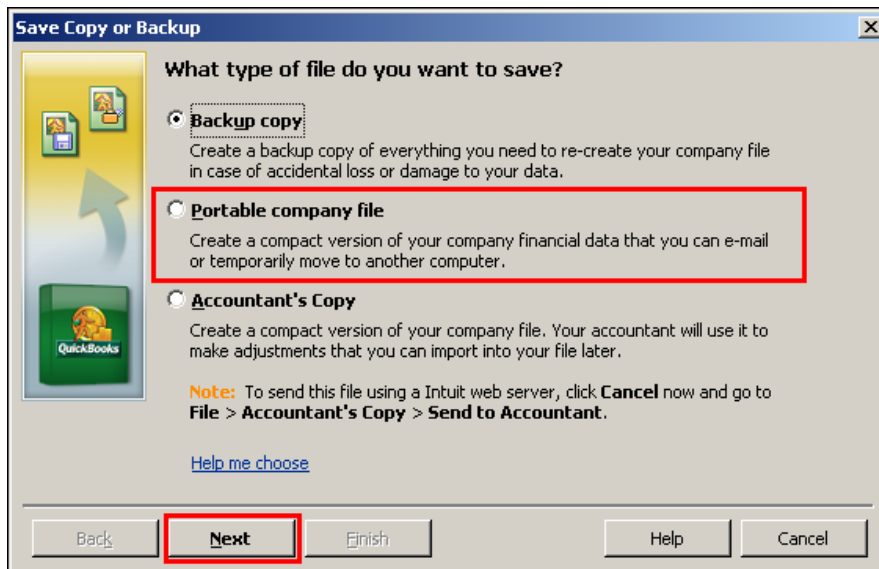 Save Copy or Backup
What type of file do you want to save?
Backup copy
Create a backup copy of everything you need to re-create your company file
in case of accidental loss or damage to your data.
Portable company file
Create a compact version of your company financial data that you can e-mail
or temporarily move to another computer.
Accountant's Copy
Create a compact version of your company file. Your accountant will use it to
make adjustments that you can import into your file later.
Note: To send this file using a Intuit web server, click Cancel now and go to
File > Accountant's Copy > Send to Accountant.
QuickBooks
Help me choose
Back Next Finish Help Cancel